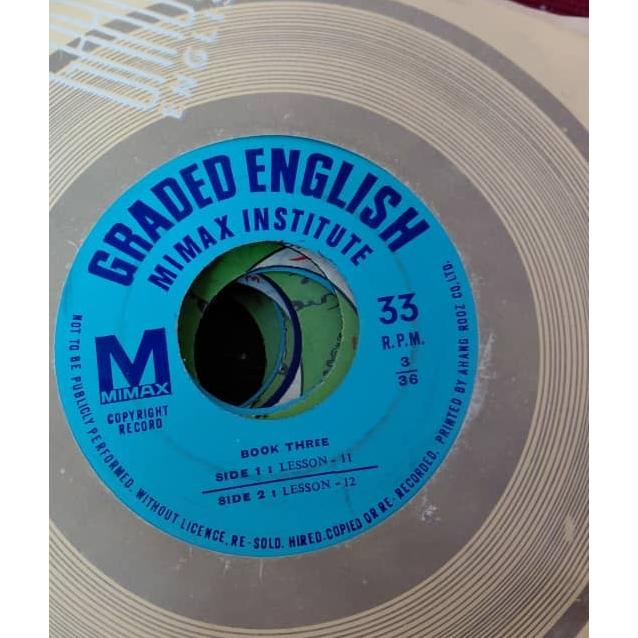 ENGLIS
GRADED ENGLISH
MIMAX INSTITUTE
33
R.P.M.
3
36
M
MIMAX
COPYRIGHT
RECORD
BOOK THREE
SIDE 1 : LESSON - 11
SIDE 2 : LESSON - 12
NOT TO BE PUBLICLY PERFORMED. WITHOUT LICENCE, RE-SOLD. HIRED. COPIED OR RE-RECORDED. PRINTED BY AHANG ROOZ CO.LTD.